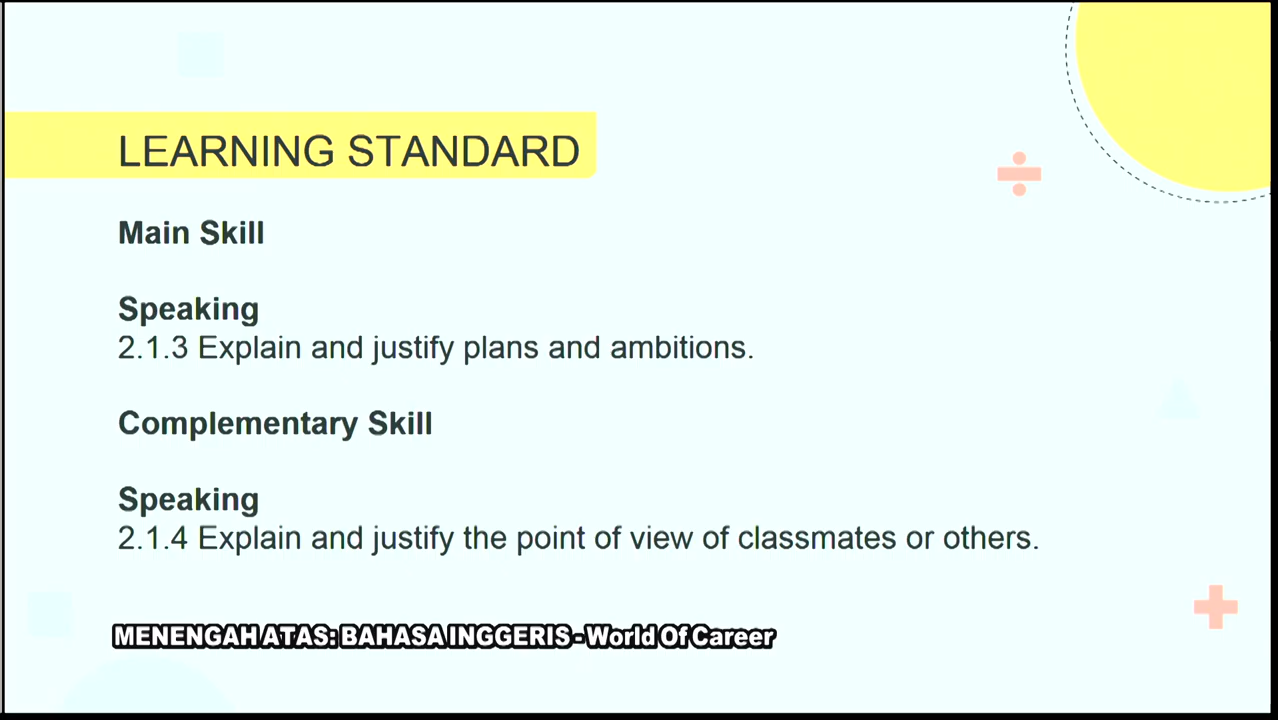 LEARNING STANDARD
Main Skill
Speaking
2.1.3 Explain and justify plans and ambitions.
Complementary Skill
Speaking
2.1.4 Explain and justify the point of view of classmates or others.
MENENGAH ATAS: BAHASA INGGERIS - World Of Career